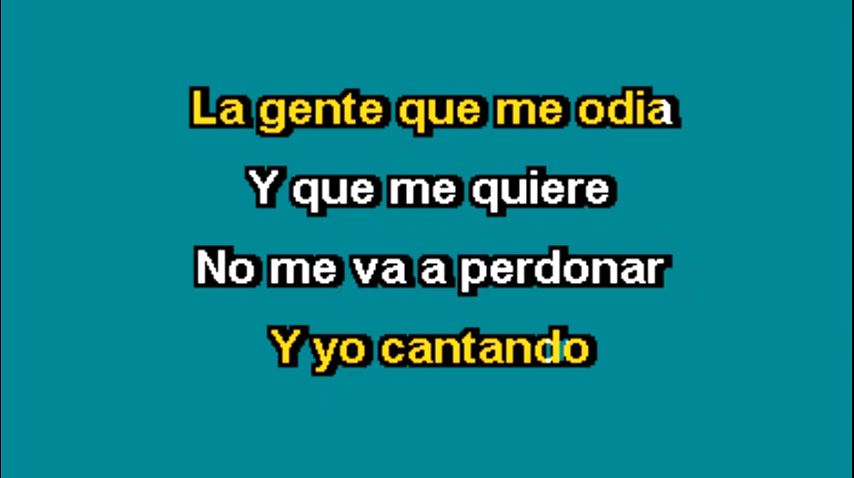 La gente que me odia
Y que me quiere
No me va a perdonar
Y yo cantando